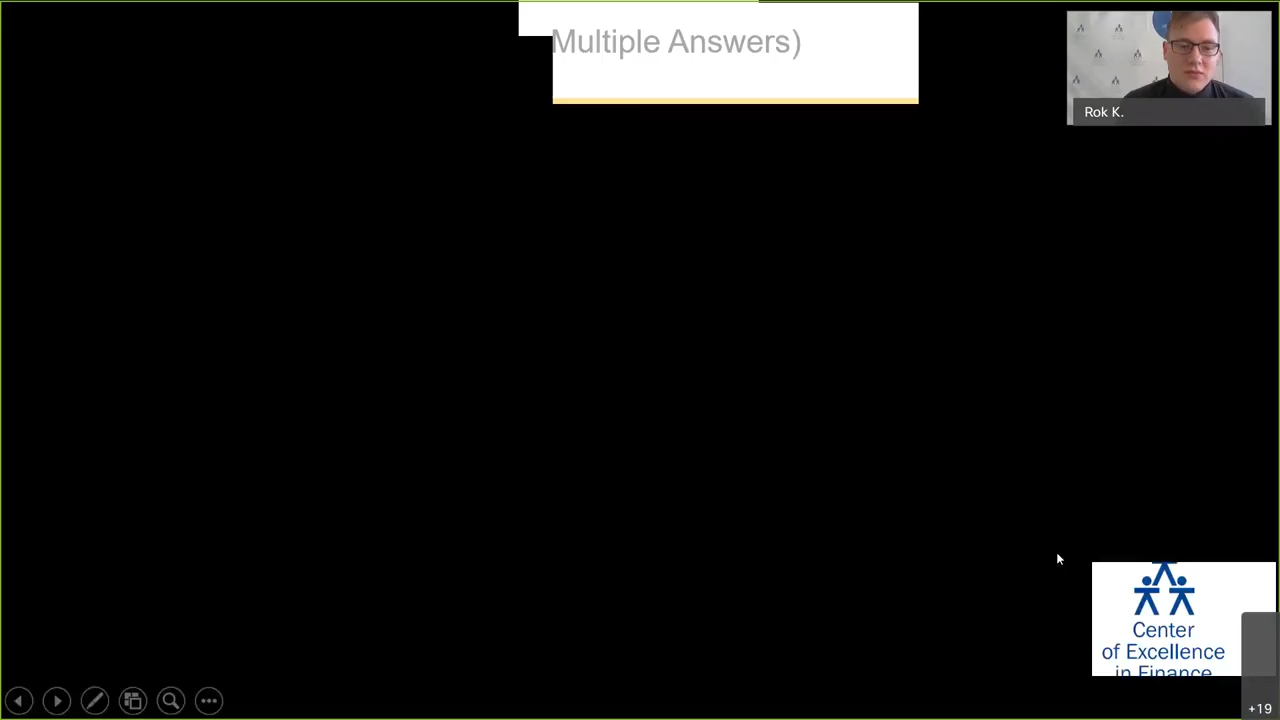 Multiple Answers)
Rok K.
Center
of Excellence
in Finance
+19